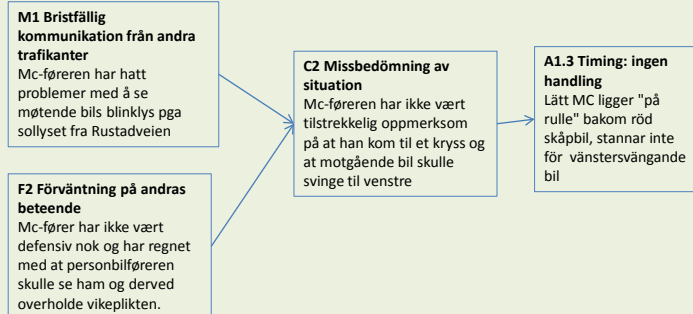 M1 Bristfällig
kommunikation från andra
trafikanter
Mc-føreren har hatt
problemer med å se
møtende bils blinklys pga
sollyset fra Rustadveien
F2 Förväntning på andras
beteende
Mc-fører har ikke vært
defensiv nok og har regnet
med at personbilføreren
skulle se ham og derved
overholde vikeplikten.
C2 Missbedömning av
situation
Mc-føreren har ikke vært
tilstrekkelig oppmerksom
på at han kom til et kryss og
at motgående bil skulle
svinge til venstre
A1.3 Timing: ingen
handling
Lätt MC ligger "på
rulle" bakom röd
skåpbil, stannar inte
för vänstersvängande
bil